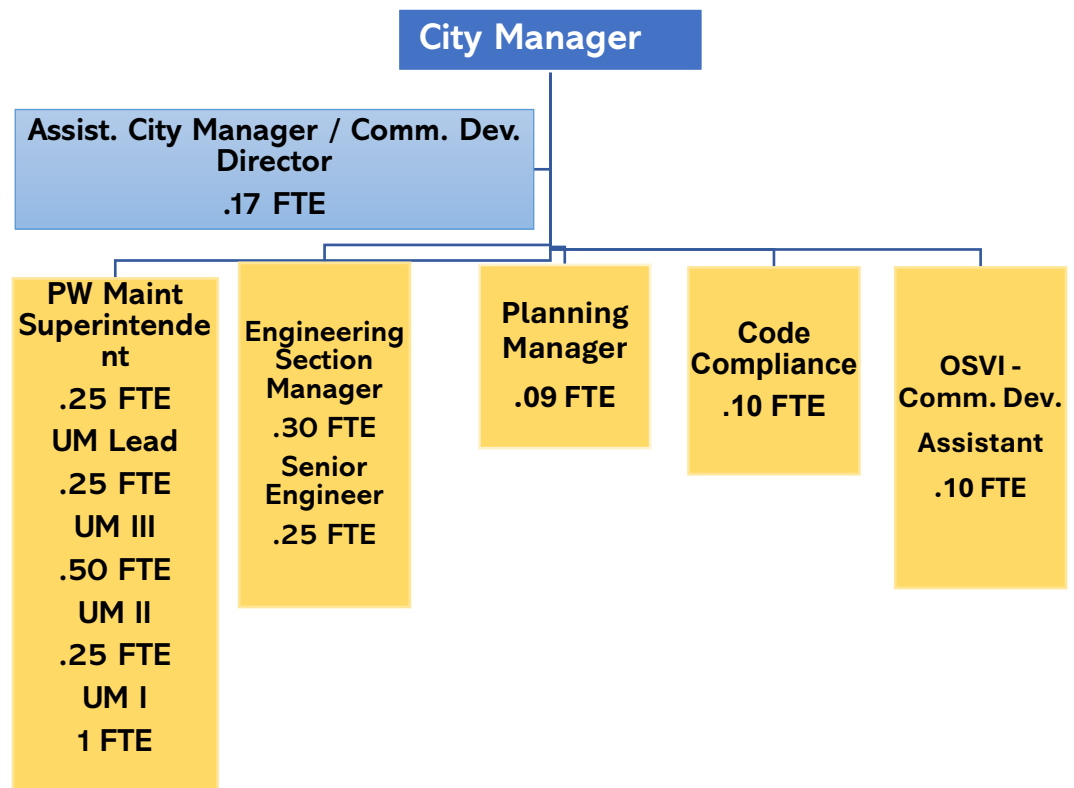 City Manager
Assist. City Manager / Comm. Dev.
Director
.17 FTE
PW Maint
Superintende
nt
.25 FTE
UM Lead
.25 FTE
UM III
.50 FTE
UM II
.25 FTE
UM I
1 FTE
Engineering
Section
Manager
.30 FTE
Senior
Engineer
.25 FTE
Planning
Manager
.09 FTE
Code
Compliance
.10 FTE
OSVI -
Comm. Dev.
Assistant
.10 FTE